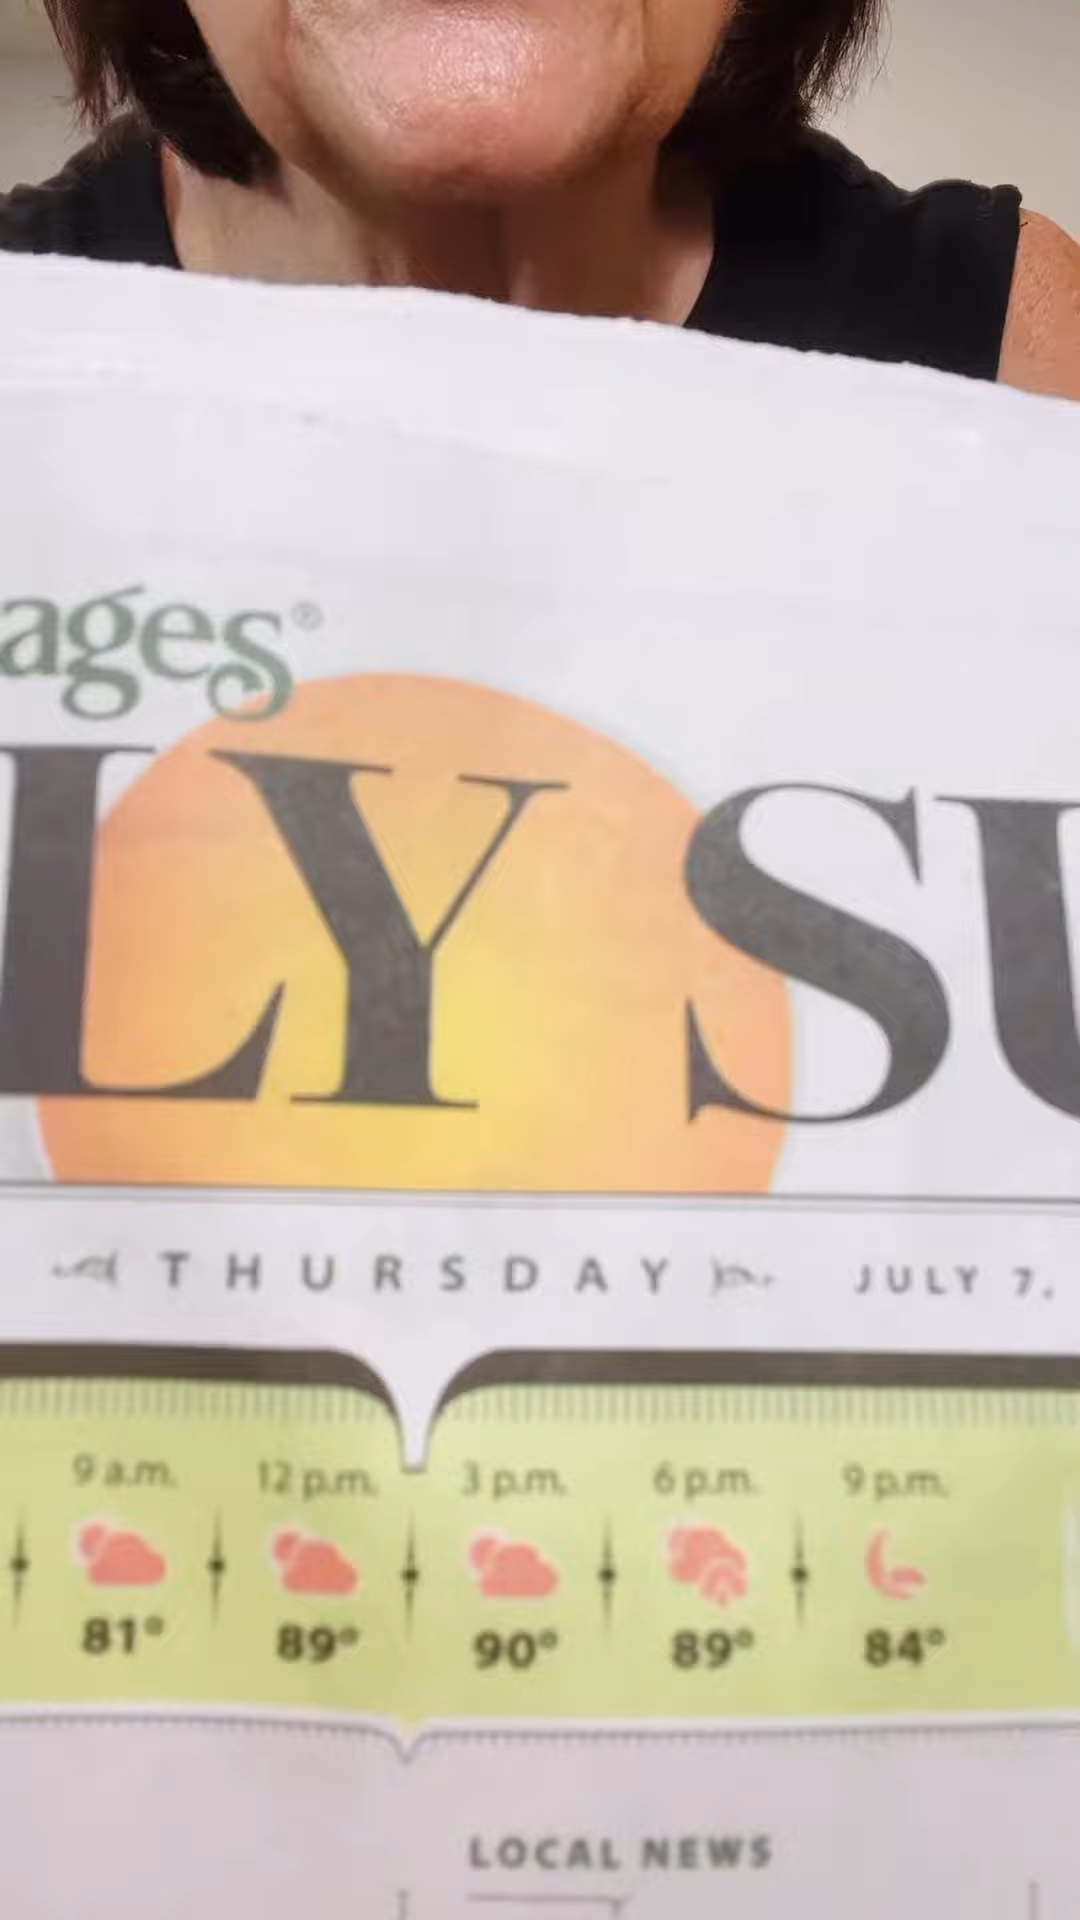 ages®
LY SU
THURSDAY JULY 7,
9 a.m. 12 p.m. 3 p.m. 6 p.m. 9 p.m.
81° 89° 90° 89° 84°
LOCAL NEWS